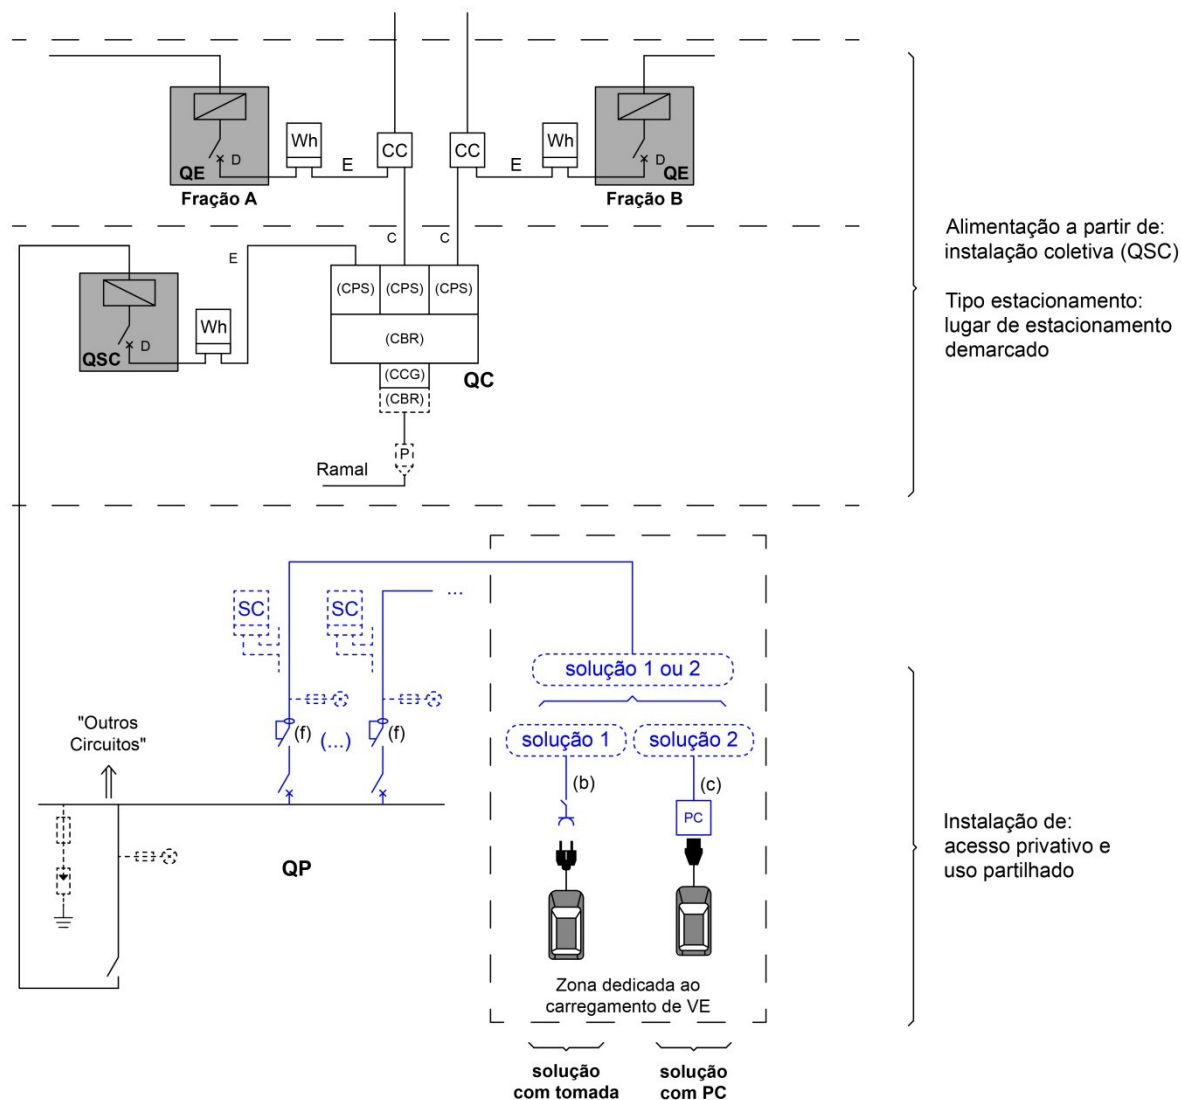 Wh
CC
CC
Wh
D
E
E
D
QE
QE
Fração A
Fração B
C
C
E
(CPS)
(CPS)
(CPS)
Wh
D
QSC
(CBR)
(CCG)
QC
(CBR)
P
Ramal
Alimentação a partir de:
instalação coletiva (QSC)
Tipo estacionamento:
lugar de estacionamento
demarcado
SC
SC
...
solução 1 ou 2
"Outros
Circuitos"
(f)
(...)
(f)
solução 1
solução 2
(b)
(c)
PC
QP
Zona dedicada ao
carregamento de VE
Instalação de:
acesso privativo e
uso partilhado
solução
com tomada
solução
com PC